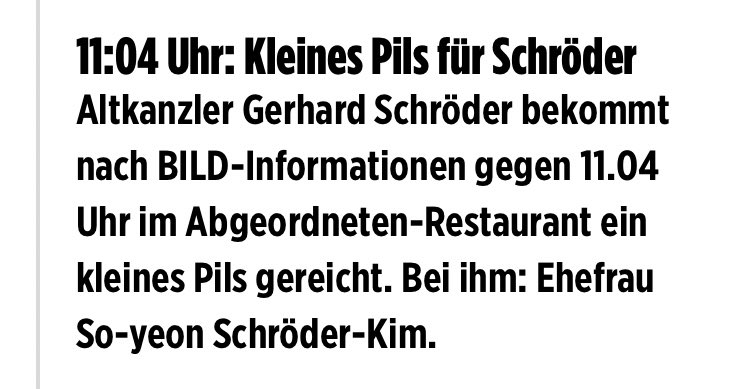 11:04 Uhr: Kleines Pils für Schröder
Altkanzler Gerhard Schröder bekommt
nach BILD-Informationen gegen 11.04
Uhr im Abgeordneten-Restaurant ein
kleines Pils gereicht. Bei ihm: Ehefrau
So-yeon Schröder-Kim.